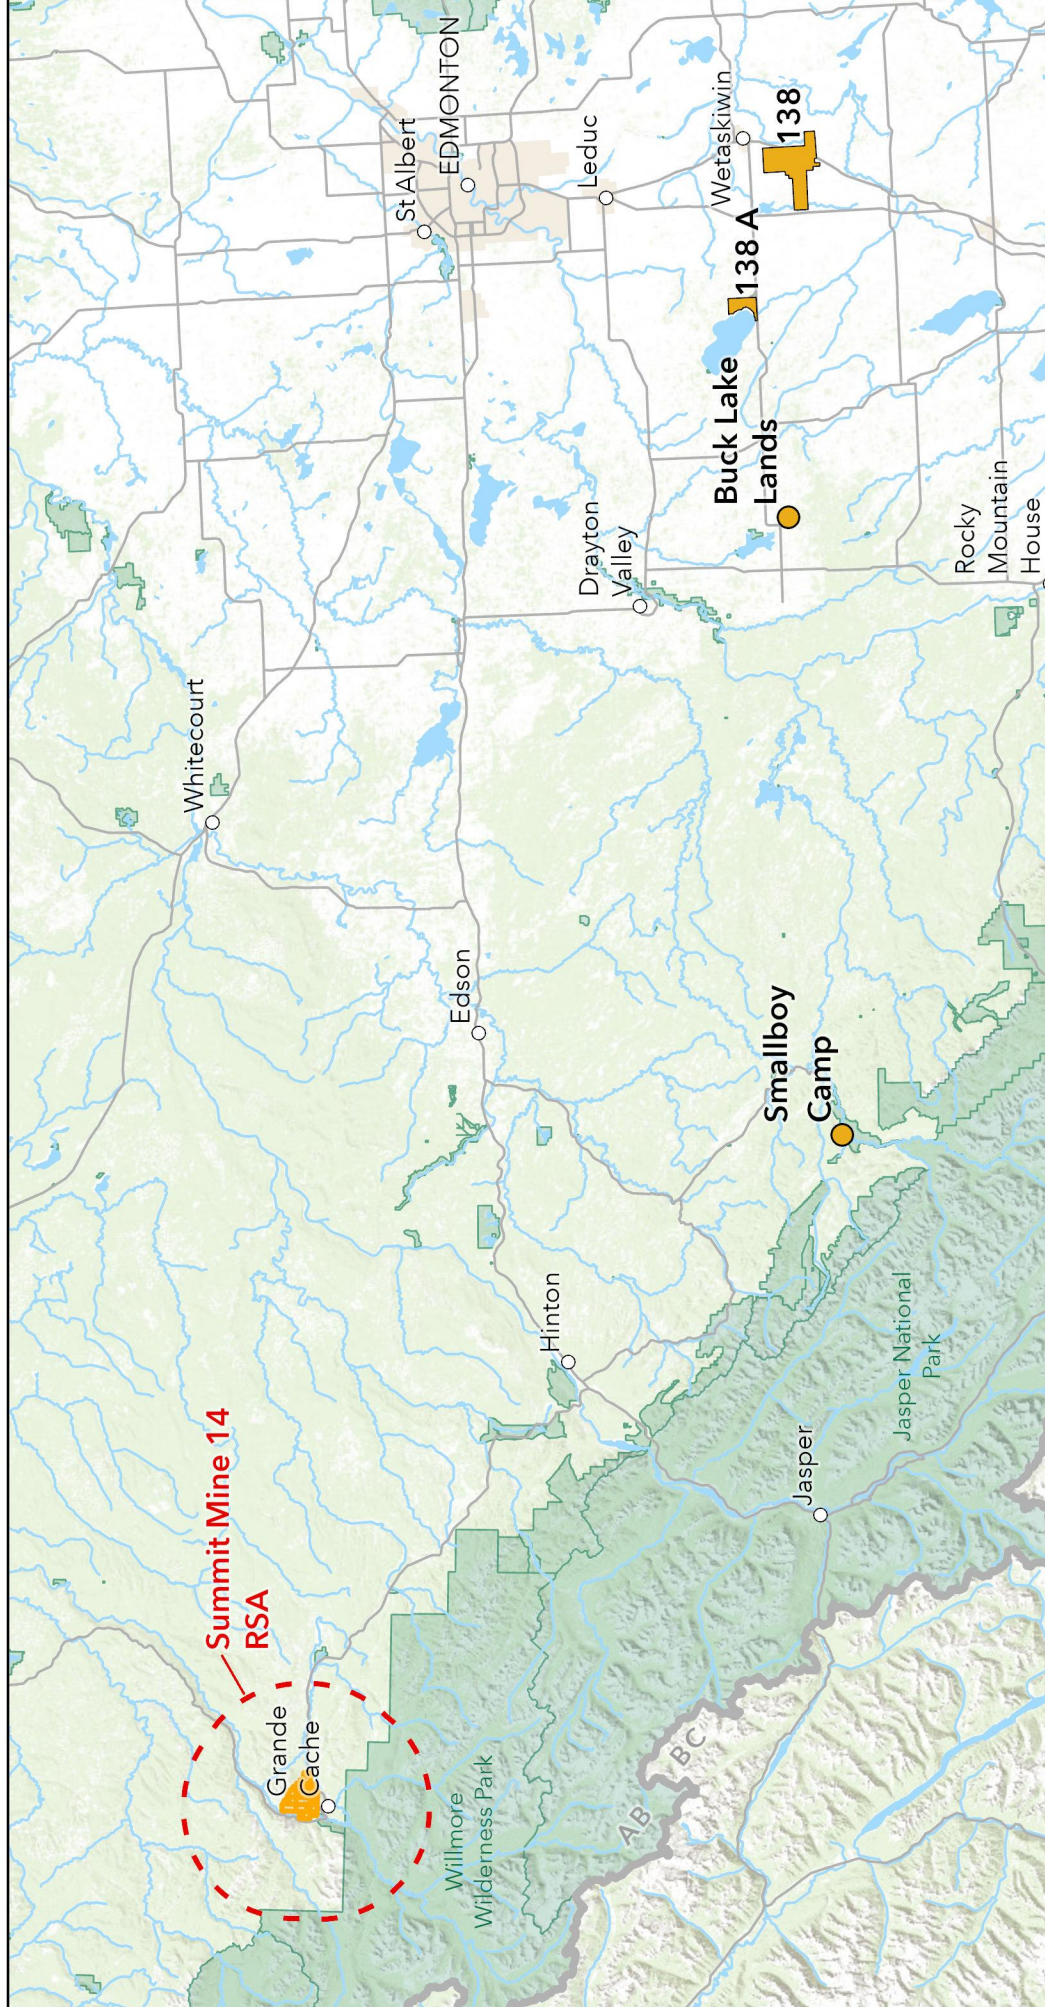 Summit Mine 14
RSA
Grande
Cache
Willmore
Wilderness Park
AB
BC
Jasper
Jasper National
Park
Hinton
Edson
Whitecourt
Smallboy
Camp
Drayton
Valley
Rocky
Mountain
House
Buck Lake
Lands
St Albert
EDMONTON
Leduc
Wetaskiwin
138 A
138